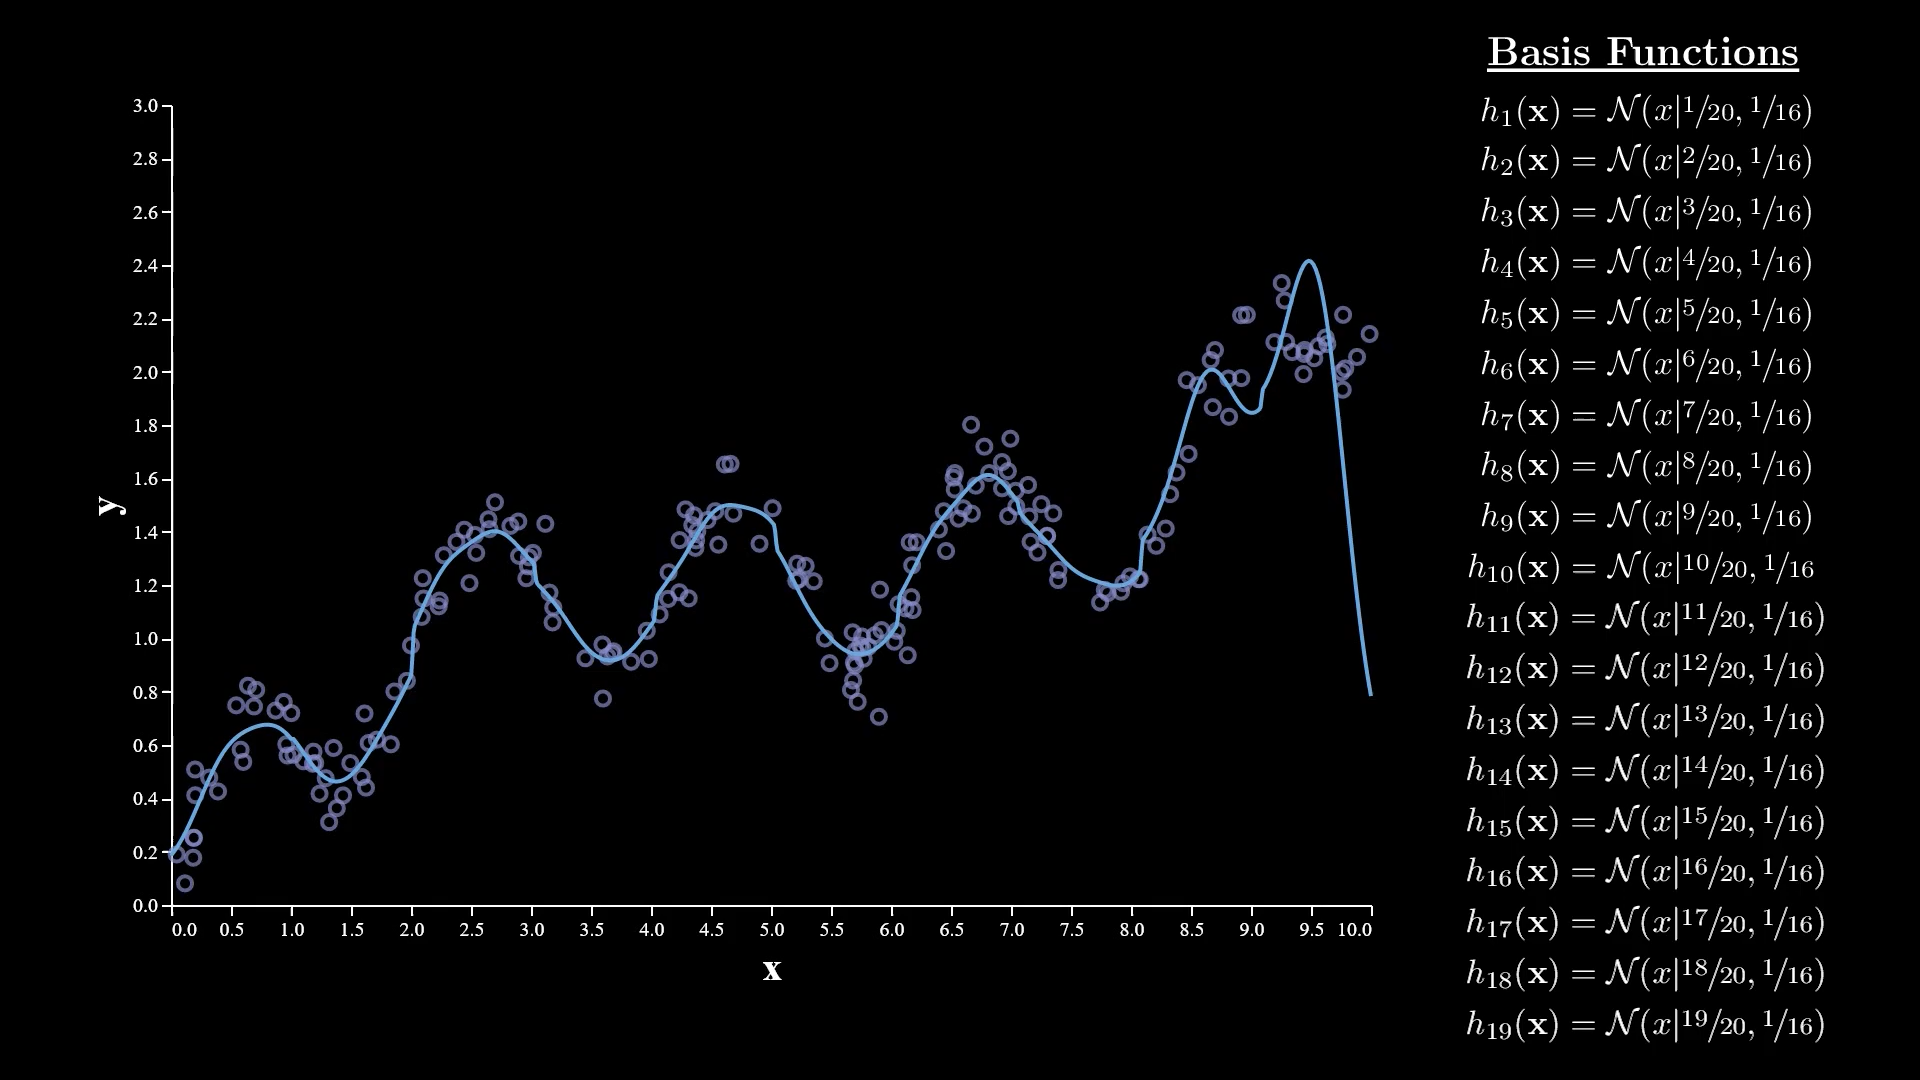 Basis Functions
h₁(x) = 𝒩(x|1/20, 1/16)
h₂(x) = 𝒩(x|2/20, 1/16)
h₃(x) = 𝒩(x|3/20, 1/16)
h₄(x) = 𝒩(x|4/20, 1/16)
h₅(x) = 𝒩(x|5/20, 1/16)
h₆(x) = 𝒩(x|6/20, 1/16)
h₇(x) = 𝒩(x|7/20, 1/16)
h₈(x) = 𝒩(x|8/20, 1/16)
h₉(x) = 𝒩(x|9/20, 1/16)
h₁₀(x) = 𝒩(x|10/20, 1/16
h₁₁(x) = 𝒩(x|11/20, 1/16)
h₁₂(x) = 𝒩(x|12/20, 1/16)
h₁₃(x) = 𝒩(x|13/20, 1/16)
h₁₄(x) = 𝒩(x|14/20, 1/16)
h₁₅(x) = 𝒩(x|15/20, 1/16)
h₁₆(x) = 𝒩(x|16/20, 1/16)
h₁₇(x) = 𝒩(x|17/20, 1/16)
h₁₈(x) = 𝒩(x|18/20, 1/16)
h₁₉(x) = 𝒩(x|19/20, 1/16)
3.0
2.8
2.6
2.4
2.2
2.0
1.8
1.6
1.4
1.2
1.0
0.8
0.6
0.4
0.2
0.0
y
0.0 0.5 1.0 1.5 2.0 2.5 3.0 3.5 4.0 4.5 5.0 5.5 6.0 6.5 7.0 7.5 8.0 8.5 9.0 9.5 10.0
x